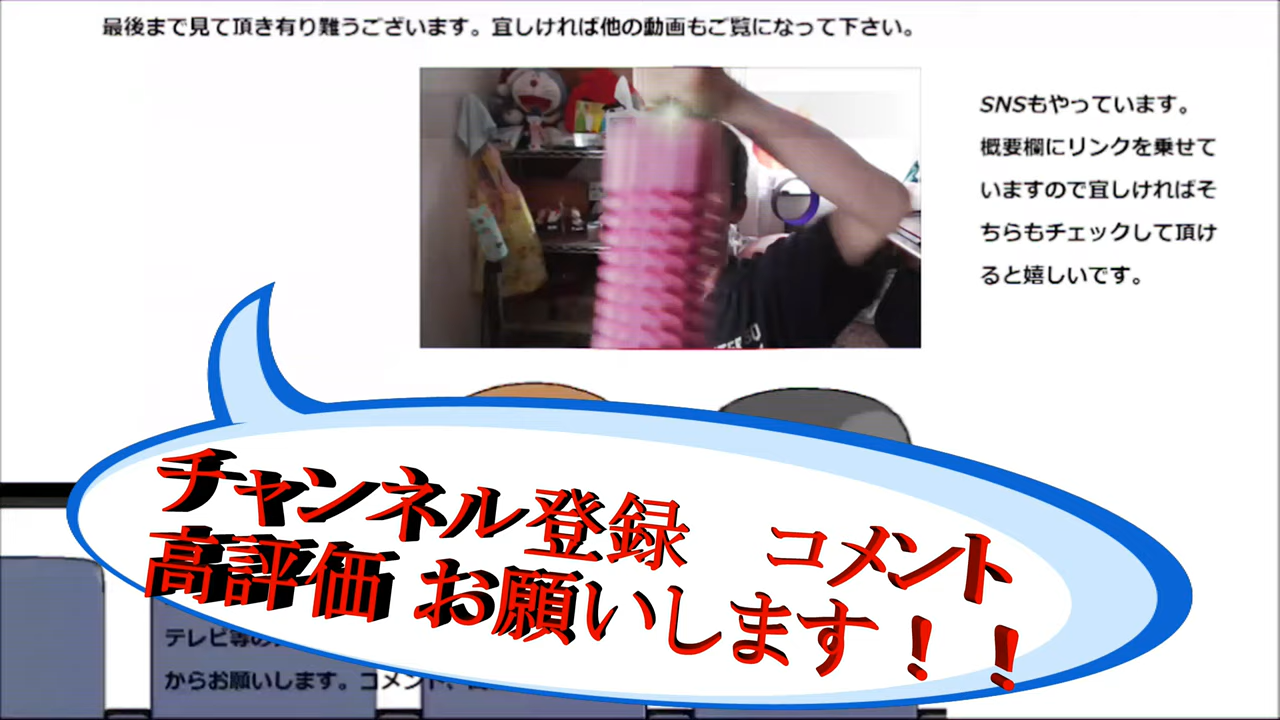 最後まで見て頂き有り難うございます。宜しければ他の動画もご覧になって下さい。
SNSもやっています。
概要欄にリンクを乗せて
いますので宜しければそ
ちらもチェックして頂け
ると嬉しいです。
チャンネル登録　コメント
高評価 お願いします！！
テレビ等の
からお願いします。コメント、